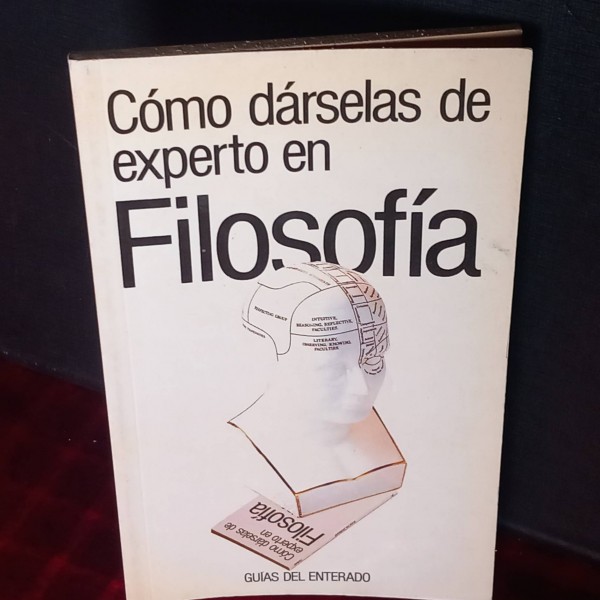 Cómo dárselas de
experto en
Filosofía
INTUITIVE,
REASONING, REFLECTIVE,
FACULTIES.
LITERARY,
OBSERVING, KNOWING
FACULTIES
Cómo dárselas de
experto en
Filosofía
GUÍAS DEL ENTERADO